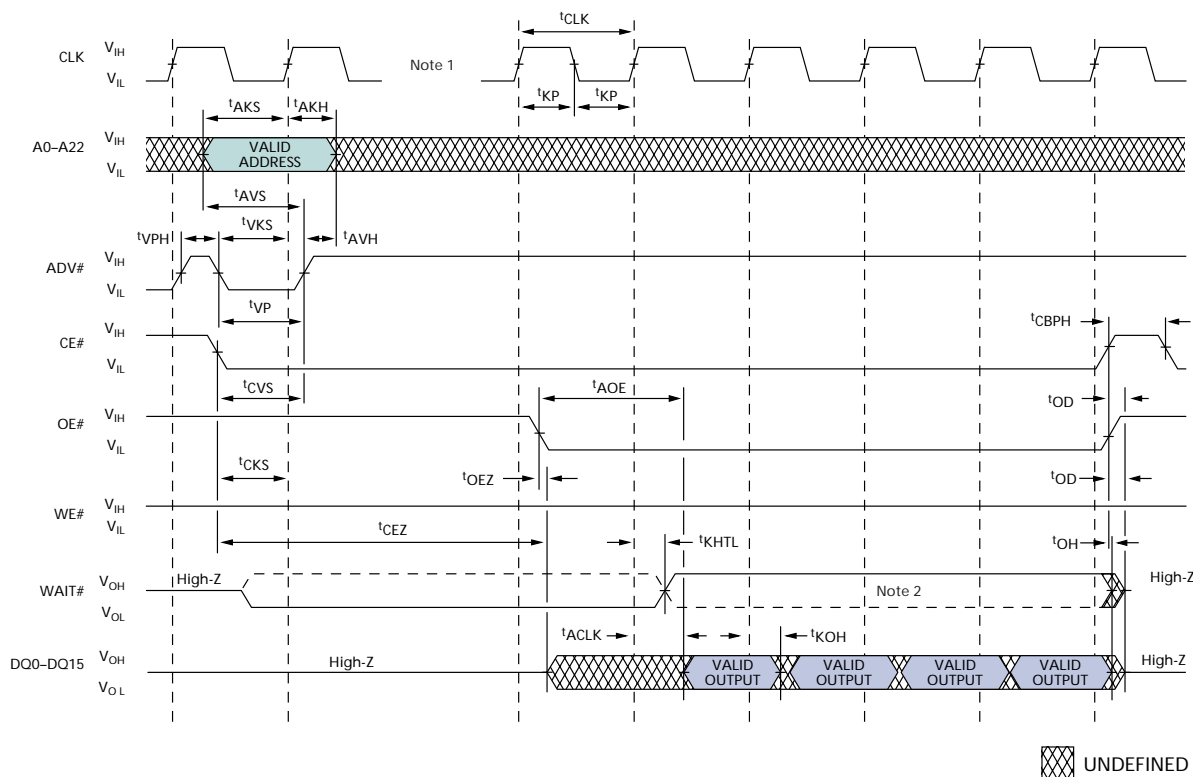 tCLK
CLK
VIH
VIL
Note 1
tKP
tKP
tAKS
tAKH
A0–A22
VIH
VIL
VALID
ADDRESS
tAVS
tVPH
tVKS
tAVH
ADV#
VIH
VIL
tVP
tCBPH
CE#
VIH
VIL
tCVS
tAOE
tOD
OE#
VIH
VIL
tCKS
tOEZ
tOD
WE#
VIH
VIL
tCEZ
tKHTL
tOH
WAIT#
VOH
VOL
High-Z
Note 2
High-Z
tACLK
tKOH
DQ0–DQ15
VOH
VOL
High-Z
VALID
OUTPUT
VALID
OUTPUT
VALID
OUTPUT
VALID
OUTPUT
High-Z
UNDEFINED